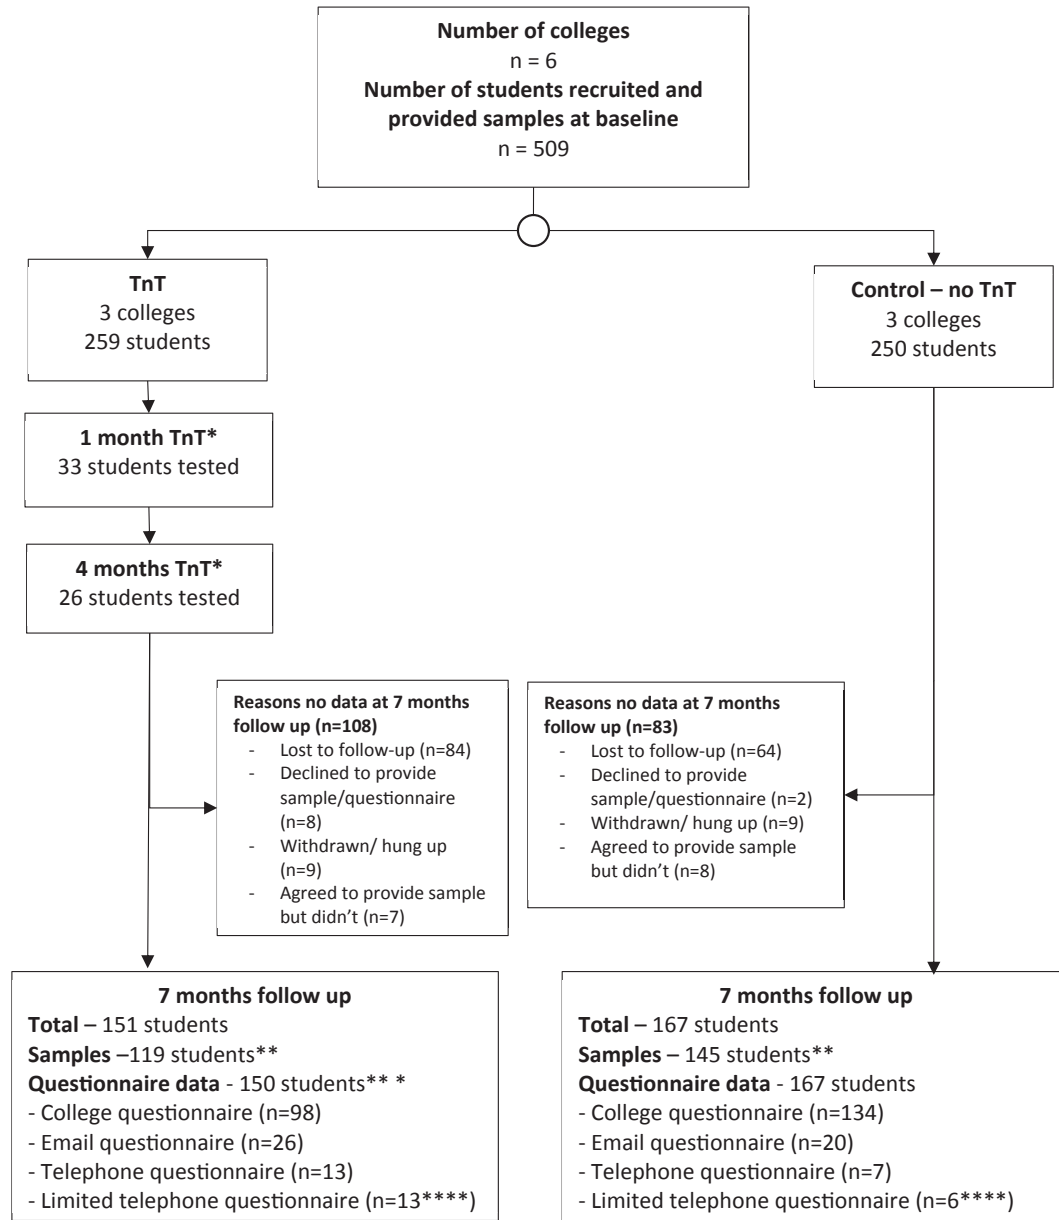 Number of colleges
n = 6
Number of students recruited and
provided samples at baseline
n = 509
TnT
3 colleges
259 students
Control – no TnT
3 colleges
250 students
1 month TnT*
33 students tested
4 months TnT*
26 students tested
Reasons no data at 7 months
follow up (n=108)
- Lost to follow-up (n=84)
- Declined to provide
sample/questionnaire
(n=8)
- Withdrawn/ hung up
(n=9)
- Agreed to provide sample
but didn’t (n=7)
Reasons no data at 7 months
follow up (n=83)
- Lost to follow-up (n=64)
- Declined to provide
sample/questionnaire (n=2)
- Withdrawn/ hung up (n=9)
- Agreed to provide sample
but didn’t (n=8)
7 months follow up
Total – 151 students
Samples –119 students**
Questionnaire data - 150 students** *
- College questionnaire (n=98)
- Email questionnaire (n=26)
- Telephone questionnaire (n=13)
- Limited telephone questionnaire (n=13****)
7 months follow up
Total – 167 students
Samples – 145 students**
Questionnaire data - 167 students
- College questionnaire (n=134)
- Email questionnaire (n=20)
- Telephone questionnaire (n=7)
- Limited telephone questionnaire (n=6****)